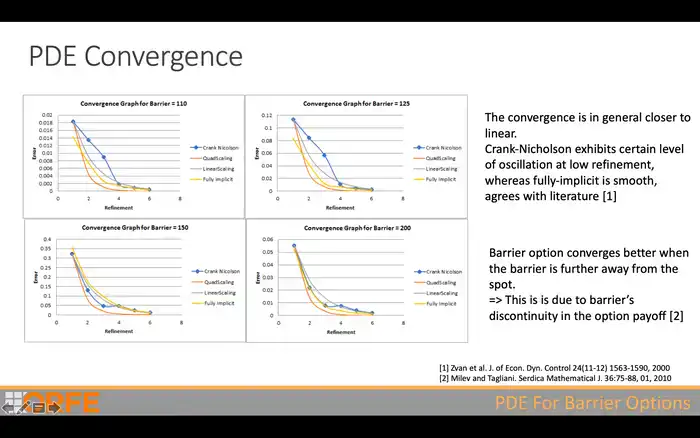 PDE Convergence
Convergence Graph for Barrier = 110
0.02
0.018
0.016
0.014
0.012
0.01
0.008
0.006
0.004
0.002
0
Error
0 2 4 6 8
Refinement
Crank Nicolson
QuadScaling
LinearScaling
Fully Implicit
Convergence Graph for Barrier = 125
0.12
0.1
0.08
0.06
0.04
0.02
0
Error
0 2 4 6 8
Refinement
Crank Nicolson
QuadScaling
LinearScaling
Fully Implicit
Convergence Graph for Barrier = 150
0.4
0.35
0.3
0.25
0.2
0.15
0.1
0.05
0
Error
0 2 4 6 8
Refinement
Crank Nicolson
QuadScaling
LinearScaling
Fully Implicit
Convergence Graph for Barrier = 200
0.06
0.05
0.04
0.03
0.02
0.01
0
Error
0 2 4 6 8
Refinement
Crank Nicolson
QuadScaling
LinearScaling
Fully Implicit
The convergence is in general closer to
linear.
Crank-Nicholson exhibits certain level
of oscillation at low refinement,
whereas fully-implicit is smooth,
agrees with literature [1]
Barrier option converges better when
the barrier is further away from the
spot.
=> This is is due to barrier's
discontinuity in the option payoff [2]
[1] Zvan et al. J. of Econ. Dyn. Control 24(11-12) 1563-1590, 2000
[2] Milev and Tagliani. Serdica Mathematical J. 36:75-88, 01, 2010
PDE For Barrier Options